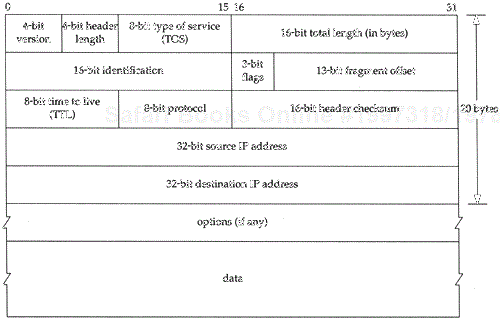 0 15 16 31
4-bit version
4-bit header length
8-bit type of service (TOS)
16-bit total length (in bytes)
16-bit identification
3-bit flags
13-bit fragment offset
8-bit time to live (TTL)
8-bit protocol
16-bit header checksum
20 bytes
32-bit source IP address
32-bit destination IP address
options (if any)
data
Safari Books Online